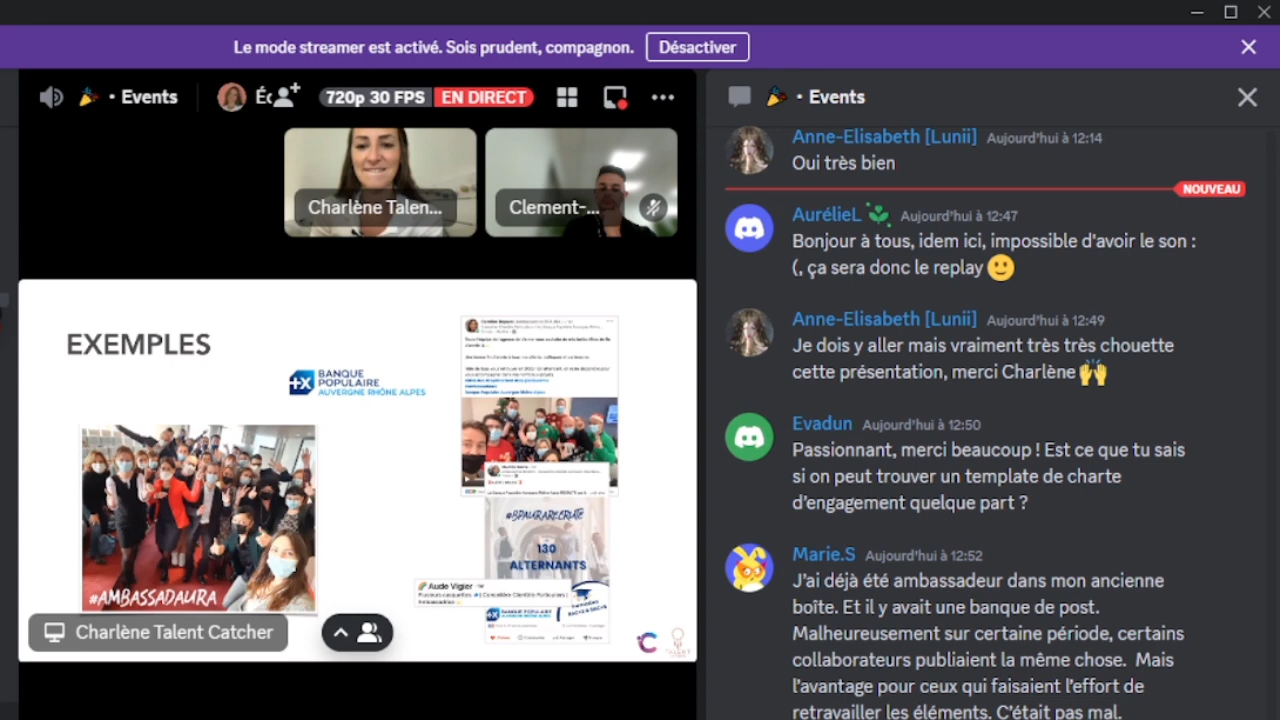 Le mode streamer est activé. Sois prudent, compagnon.
Désactiver
• Events
Éc
720p 30 FPS
EN DIRECT
Charlène Talen...
Clement-...
EXEMPLES
+X BANQUE
POPULAIRE
AUVERGNE RHÔNE ALPES
#AMBASSADAURA
#BPAURARECRUTE
130
ALTERNANTS
Aude Vigier
BANQUE POPULAIRE
TALENT
Charlène Talent Catcher
• Events
Anne-Elisabeth [Lunii] Aujourd'hui à 12:14
Oui très bien
NOUVEAU
AurélieL Aujourd'hui à 12:47
Bonjour à tous, idem ici, impossible d'avoir le son :
(, ça sera donc le replay 🙂
Anne-Elisabeth [Lunii] Aujourd'hui à 12:49
Je dois y aller mais vraiment très très chouette
cette présentation, merci Charlène 🙌
Evadun Aujourd'hui à 12:50
Passionnant, merci beaucoup ! Est ce que tu sais
si on peut trouver un template de charte
d'engagement quelque part ?
Marie.S Aujourd'hui à 12:52
J'ai déjà été ambassadeur dans mon ancienne
boîte. Et il y avait des templates de post.
Malheureusement sur certaine période, certains
collaborateurs publiaient la même chose. Mais
l'avantage pour ceux qui faisaient l'effort de
retravailler les éléments. C'était pas mal.